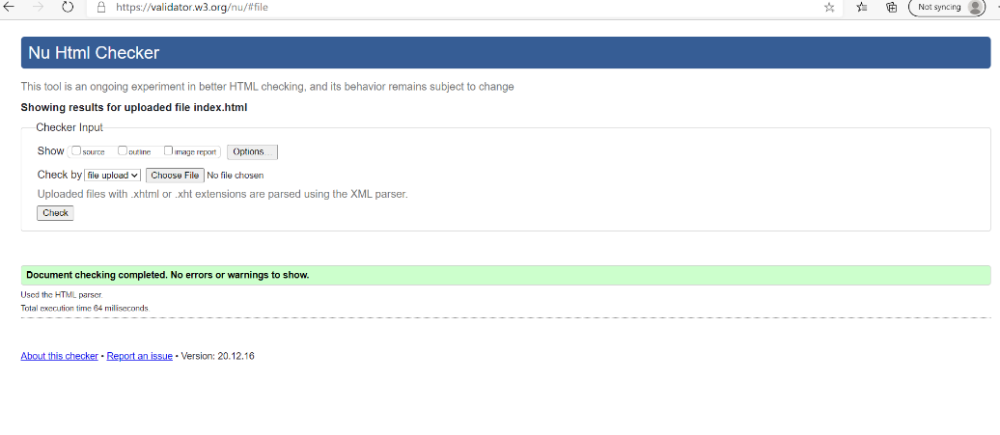 https://validator.w3.org/nu/#file
Not syncing
Nu Html Checker
This tool is an ongoing experiment in better HTML checking, and its behavior remains subject to change
Showing results for uploaded file index.html
Checker Input
Show source outline image report Options...
Check by file upload Choose File No file chosen
Uploaded files with .xhtml or .xht extensions are parsed using the XML parser.
Check
Document checking completed. No errors or warnings to show.
Used the HTML parser.
Total execution time 64 milliseconds.
About this checker • Report an issue • Version: 20.12.16